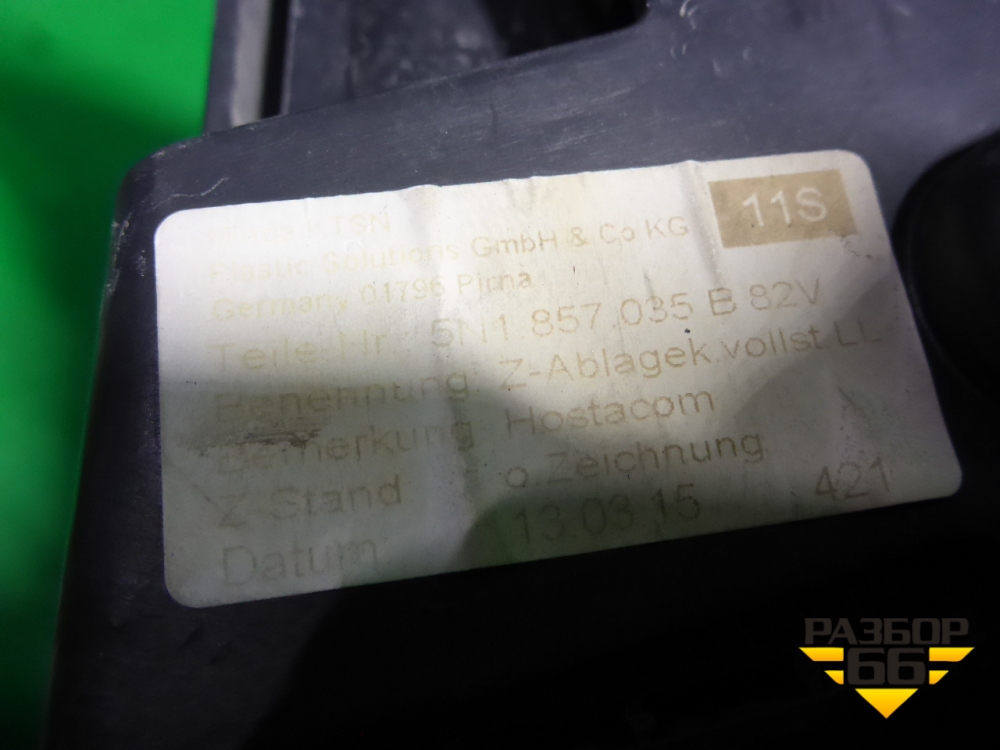 TSN
11S
Plastic Solutions GmbH & Co KG
Germany 01796 Pirna
Teile-Nr. 5N1.857.035 B 82V
Benennung Z-Ablagek.vollst.LL
Bemerkung Hostacom
Z-Stand o.Zeichnung
Datum 13.03.15 421
РАЗБОР
66